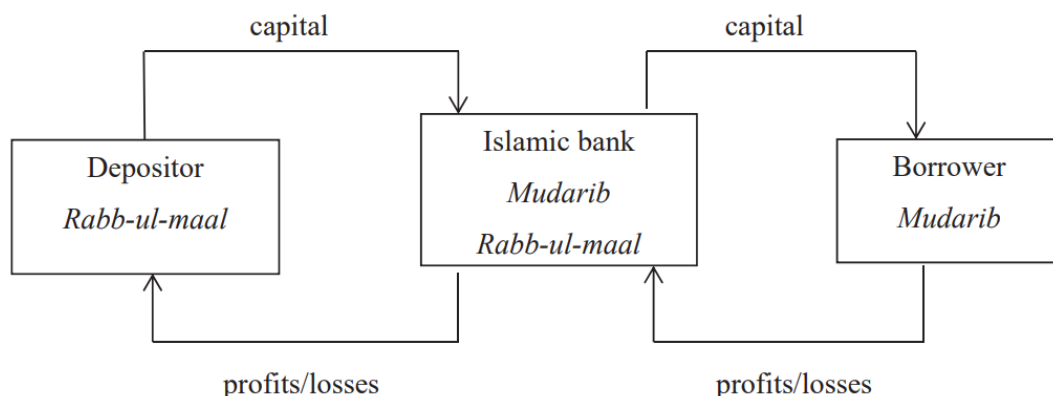 capital
capital
Depositor
Rabb-ul-maal
Islamic bank
Mudarib
Rabb-ul-maal
Borrower
Mudarib
profits/losses
profits/losses